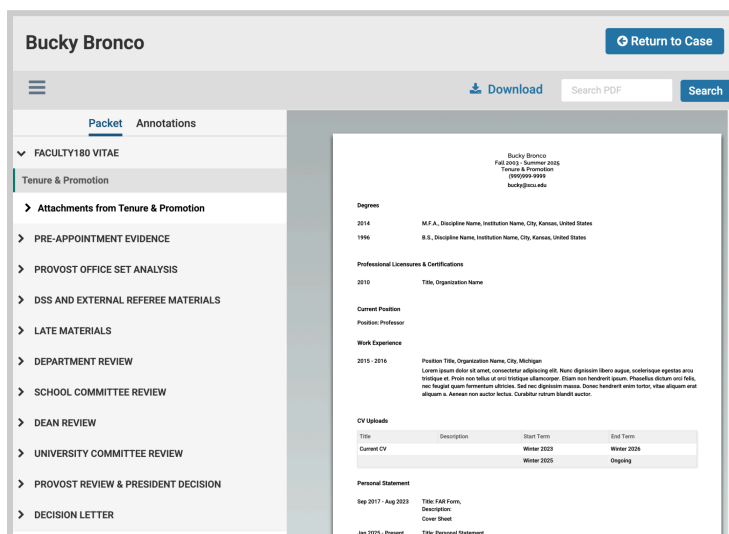 Bucky Bronco
Return to Case
Download
Search PDF
Search
Packet Annotations
FACULTY180 VITAE
Tenure & Promotion
Attachments from Tenure & Promotion
PRE-APPOINTMENT EVIDENCE
PROVOST OFFICE SET ANALYSIS
DSS AND EXTERNAL REFEREE MATERIALS
LATE MATERIALS
DEPARTMENT REVIEW
SCHOOL COMMITTEE REVIEW
DEAN REVIEW
UNIVERSITY COMMITTEE REVIEW
PROVOST REVIEW & PRESIDENT DECISION
DECISION LETTER
Bucky Bronco
Fall 2003 - Summer 2025
Tenure & Promotion
(999)999-9999
bucky@scu.edu
Degrees
2014 M.F.A., Discipline Name, Institution Name, City, Kansas, United States
1996 B.S., Discipline Name, Institution Name, City, Kansas, United States
Professional Licensures & Certifications
2010 Title, Organization Name
Current Position
Position: Professor
Work Experience
2015 - 2016 Position Title, Organization Name, City, Michigan
Lorem ipsum dolor sit amet, consectetur adipiscing elit. Nunc dignissim libero augue, scelerisque egestas arcu
tristique et. Proin non tellus ut orci tristique ullamcorper. Etiam non hendrerit ipsum. Phasellus dictum orci felis,
nec feugiat quam fermentum ultricies. Sed nec dignissim massa. Donec hendrerit enim tortor, vitae aliquam erat
aliquam a. Aenean non auctor lectus. Curabitur rutrum blandit auctor.
CV Uploads
Title Description Start Term End Term
Current CV Winter 2023 Winter 2026
Winter 2025 Ongoing
Personal Statement
Sep 2017 - Aug 2023 Title: FAR Form,
Description:
Cover Sheet
Jan 2025 - Present Title: Personal Statement